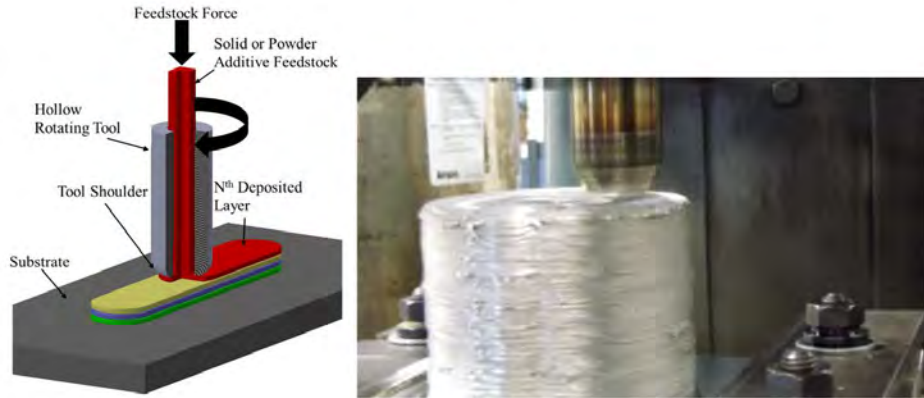 Feedstock Force
Solid or Powder
Additive Feedstock
Hollow
Rotating Tool
Tool Shoulder
Nth Deposited
Layer
Substrate